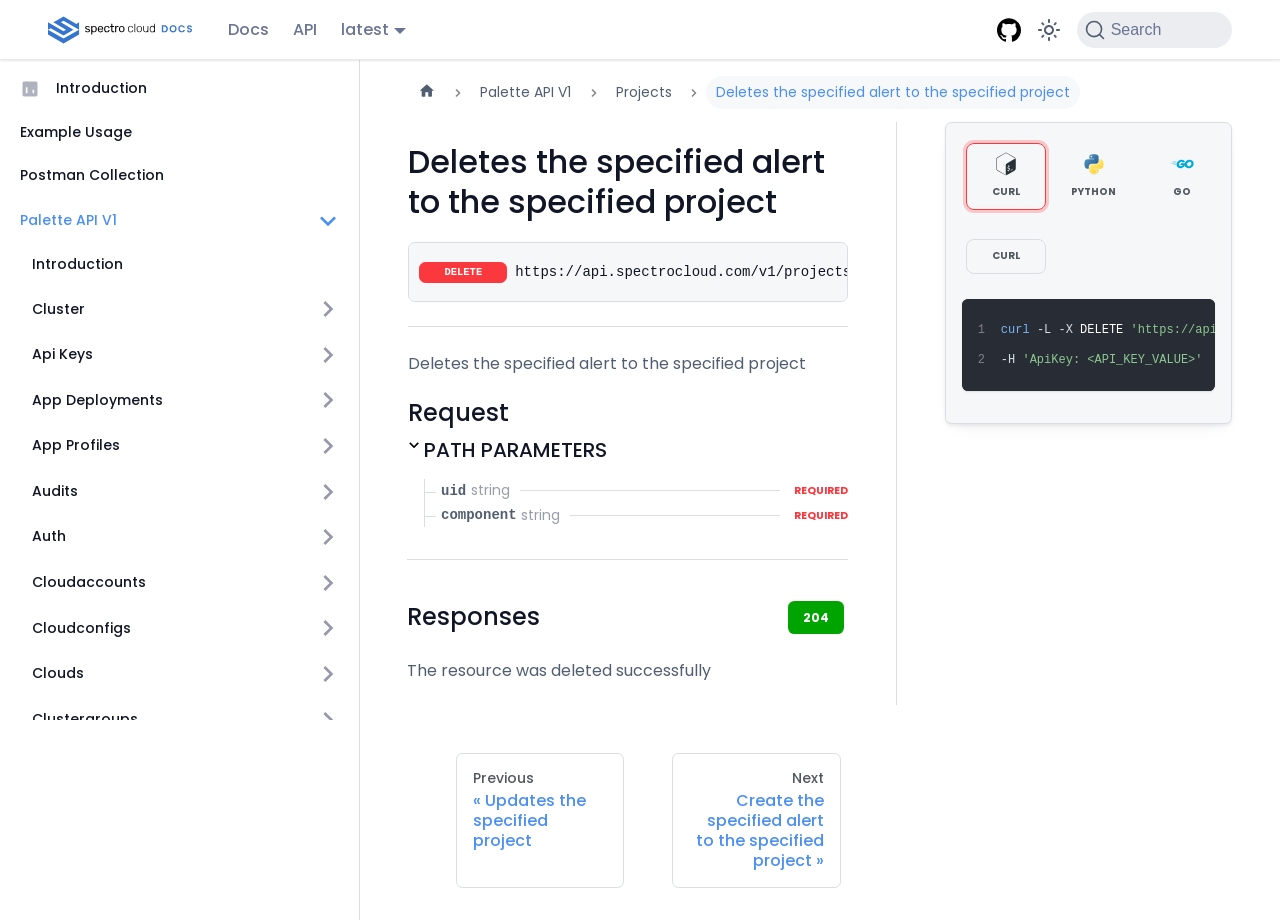 spectro cloud DOCS
Docs
API
latest
Search
Introduction
Example Usage
Postman Collection
Palette API V1
Introduction
Cluster
Api Keys
App Deployments
App Profiles
Audits
Auth
Cloudaccounts
Cloudconfigs
Clouds
Clustergroups
Palette API V1
Projects
Deletes the specified alert to the specified project
Deletes the specified alert
to the specified project
DELETE https://api.spectrocloud.com/v1/projects
Deletes the specified alert to the specified project
Request
PATH PARAMETERS
uid string REQUIRED
component string REQUIRED
Responses
204
The resource was deleted successfully
Previous
« Updates the
specified
project
Next
Create the
specified alert
to the specified
project »
CURL
PYTHON
GO
CURL
1 curl -L -X DELETE 'https://api
2 -H 'ApiKey: <API_KEY_VALUE>'